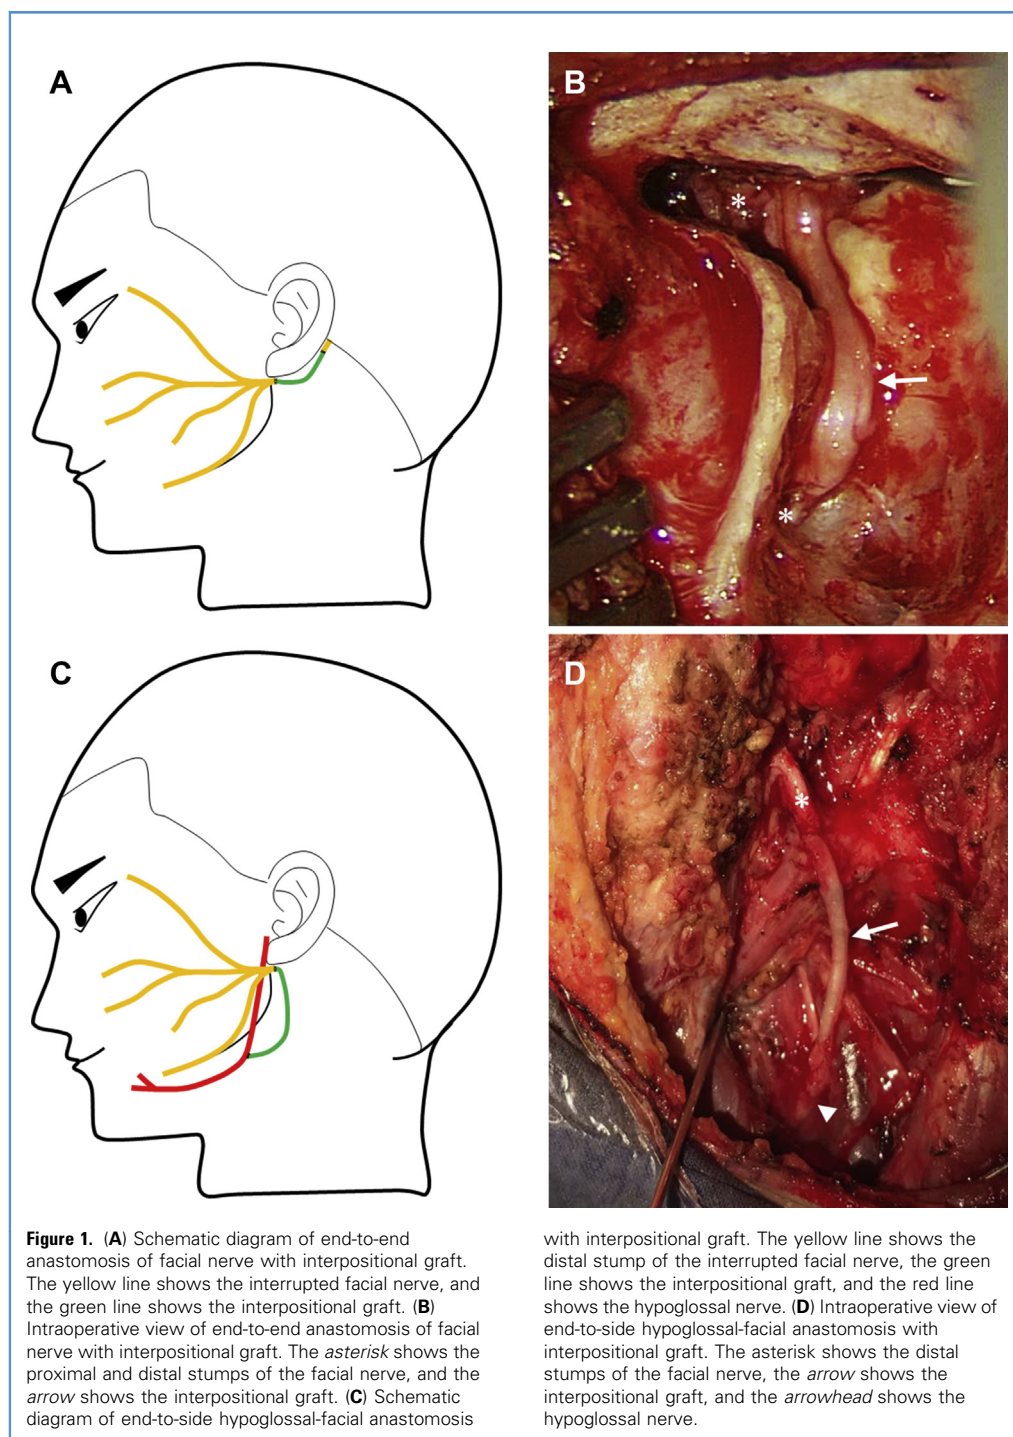 A
B
C
D
Figure 1. (A) Schematic diagram of end-to-end
anastomosis of facial nerve with interpositional graft.
The yellow line shows the interrupted facial nerve, and
the green line shows the interpositional graft. (B)
Intraoperative view of end-to-end anastomosis of facial
nerve with interpositional graft. The asterisk shows the
proximal and distal stumps of the facial nerve, and the
arrow shows the interpositional graft. (C) Schematic
diagram of end-to-side hypoglossal-facial anastomosis
with interpositional graft. The yellow line shows the
distal stump of the interrupted facial nerve, the green
line shows the interpositional graft, and the red line
shows the hypoglossal nerve. (D) Intraoperative view of
end-to-side hypoglossal-facial anastomosis with
interpositional graft. The asterisk shows the distal
stumps of the facial nerve, the arrow shows the
interpositional graft, and the arrowhead shows the
hypoglossal nerve.